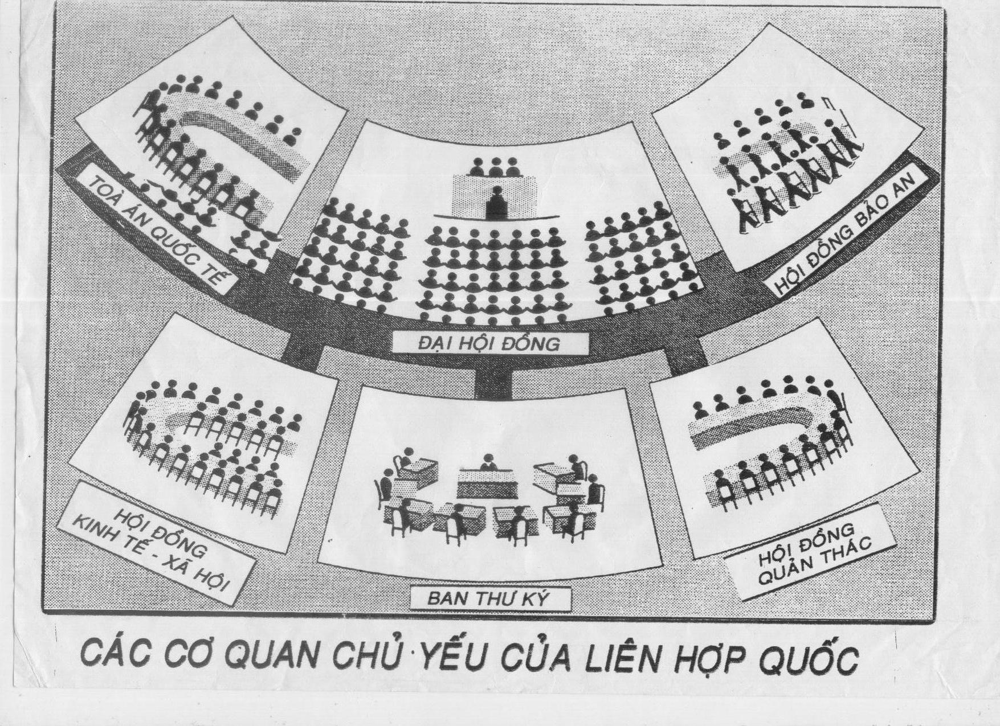 TOÀ ÁN QUỐC TẾ
ĐẠI HỘI ĐỒNG
HỘI ĐỒNG BẢO AN
HỘI ĐỒNG
KINH TẾ - XÃ HỘI
BAN THƯ KÝ
HỘI ĐỒNG
QUẢN THÁC
CÁC CƠ QUAN CHỦ YẾU CỦA LIÊN HỢP QUỐC